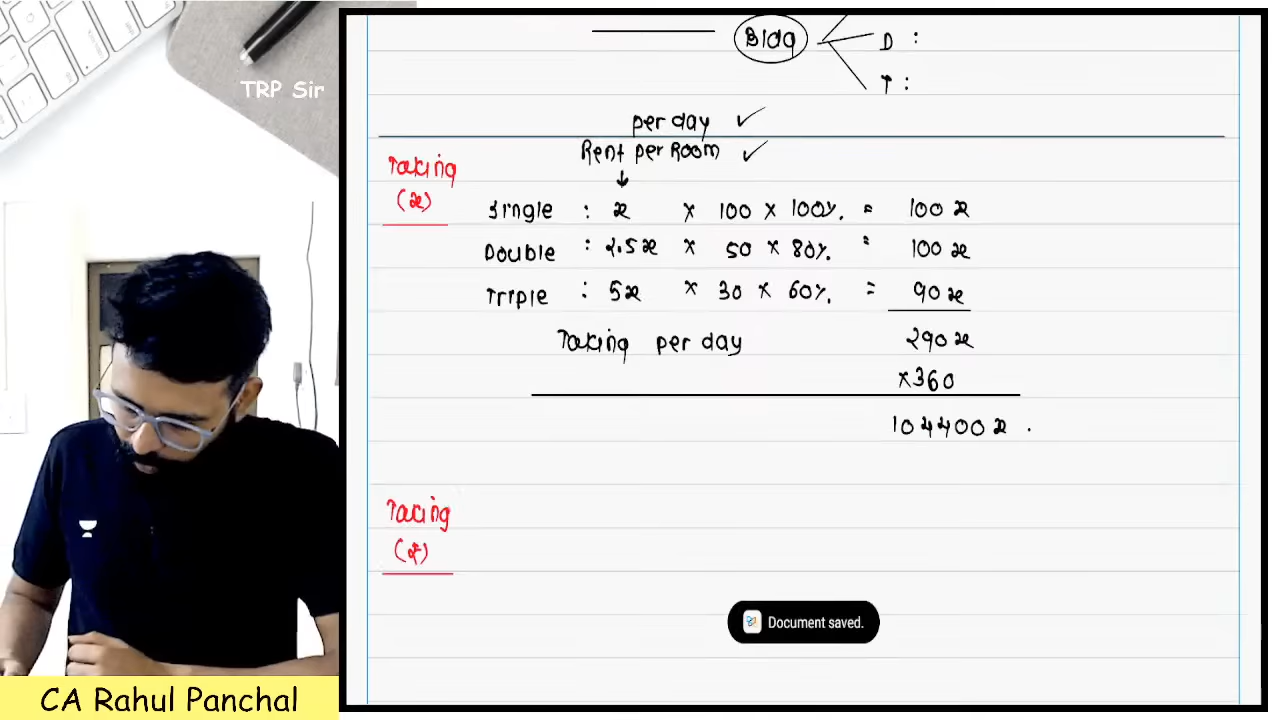 TRP Sir
Bldg
D :
T :
per day ✓
Rent per Room ✓
↓
Taking
(x)
Single : x × 100 × 100% = 100x
Double : 2.5x × 50 × 80% = 100x
Triple : 5x × 30 × 60% = 90x
Taking per day 290x
×360
104400x .
Taking
(₹)
Document saved.
CA Rahul Panchal